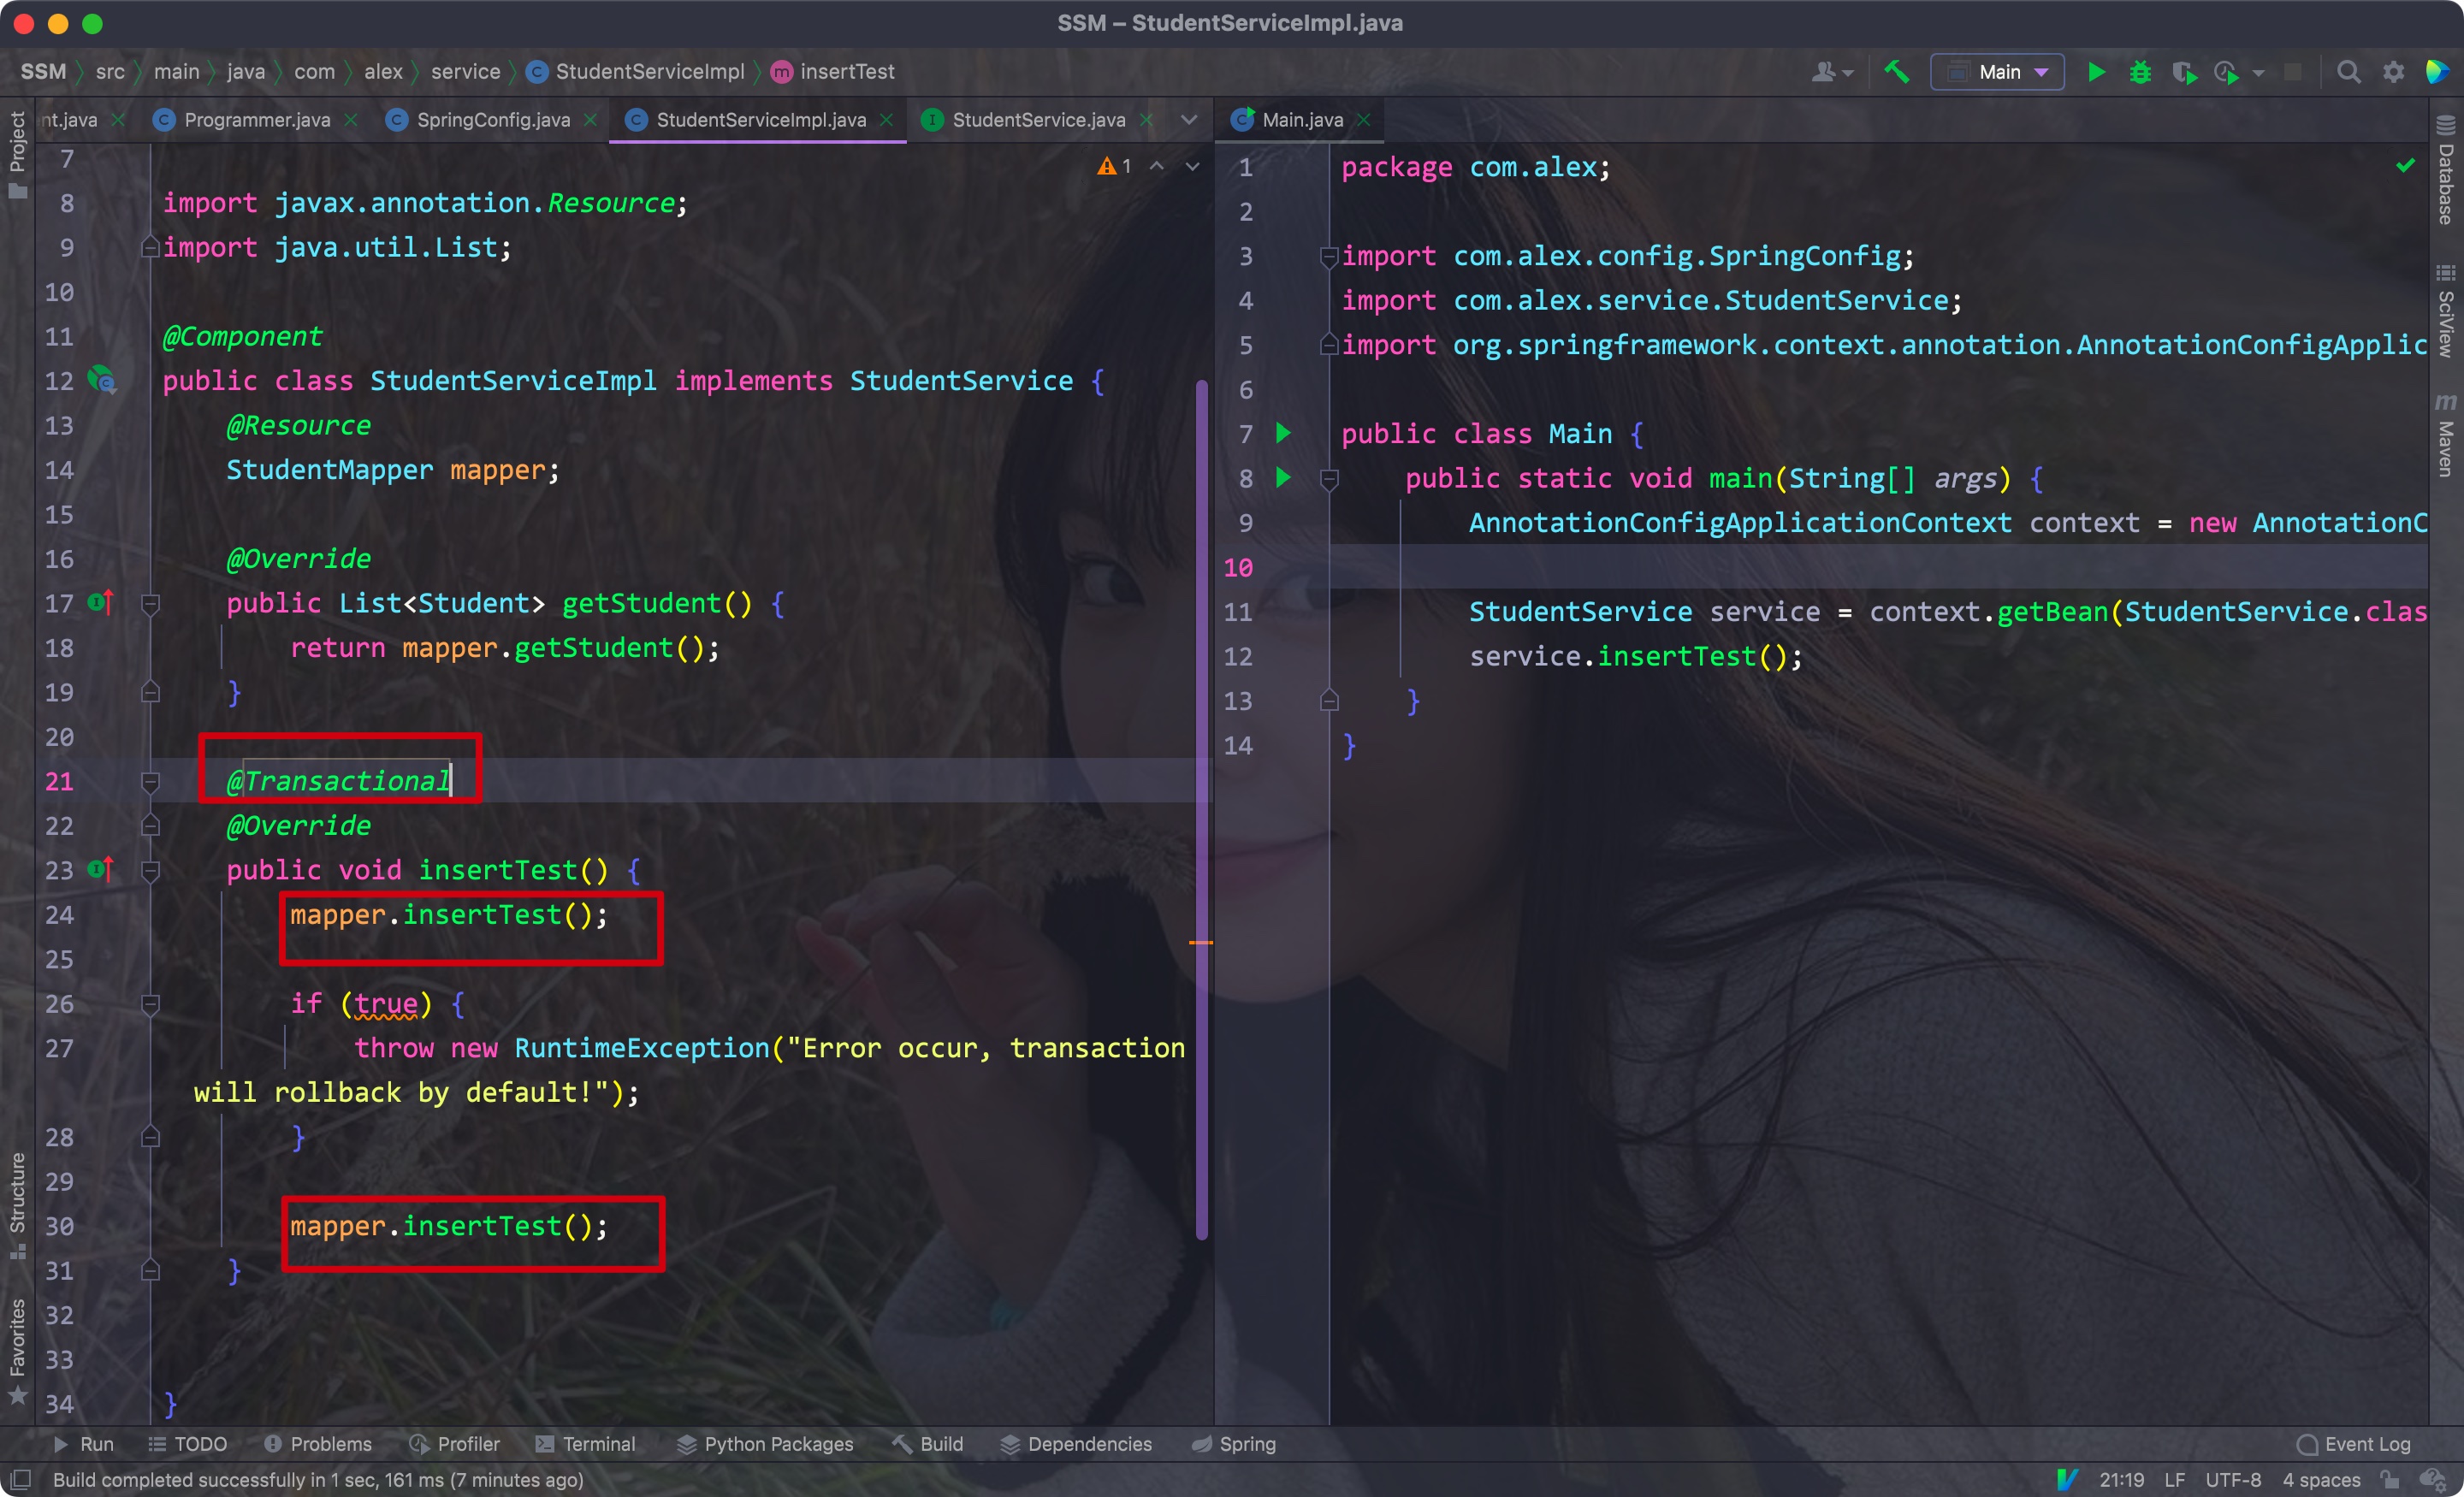 SSM – StudentServiceImpl.java
SSM src main java com alex service StudentServiceImpl insertTest
Main
nt.java Programmer.java SpringConfig.java StudentServiceImpl.java StudentService.java
Main.java
Project
Structure
Favorites
1
7
8 import javax.annotation.Resource;
9 import java.util.List;
10
11 @Component
12 public class StudentServiceImpl implements StudentService {
13 @Resource
14 StudentMapper mapper;
15
16 @Override
17 public List<Student> getStudent() {
18 return mapper.getStudent();
19 }
20
21 @Transactional
22 @Override
23 public void insertTest() {
24 mapper.insertTest();
25
26 if (true) {
27 throw new RuntimeException("Error occur, transaction
will rollback by default!");
28 }
29
30 mapper.insertTest();
31 }
32
33
34 }
1 package com.alex;
2
3 import com.alex.config.SpringConfig;
4 import com.alex.service.StudentService;
5 import org.springframework.context.annotation.AnnotationConfigApplic
6
7 public class Main {
8 public static void main(String[] args) {
9 AnnotationConfigApplicationContext context = new AnnotationC
10
11 StudentService service = context.getBean(StudentService.clas
12 service.insertTest();
13 }
14 }
Database
SciView
Maven
Run TODO Problems Profiler Terminal Python Packages Build Dependencies Spring Event Log
Build completed successfully in 1 sec, 161 ms (7 minutes ago) 21:19 LF UTF-8 4 spaces